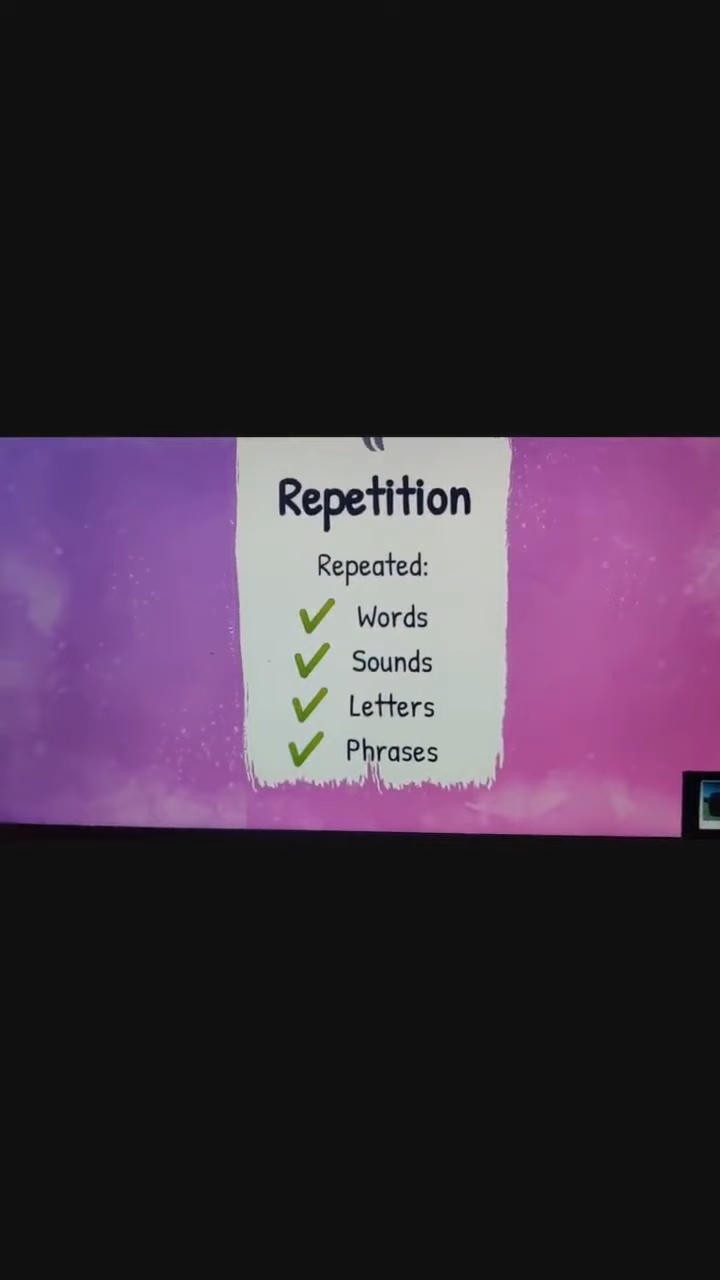 Repetition
Repeated:
✔ Words
✔ Sounds
✔ Letters
✔ Phrases